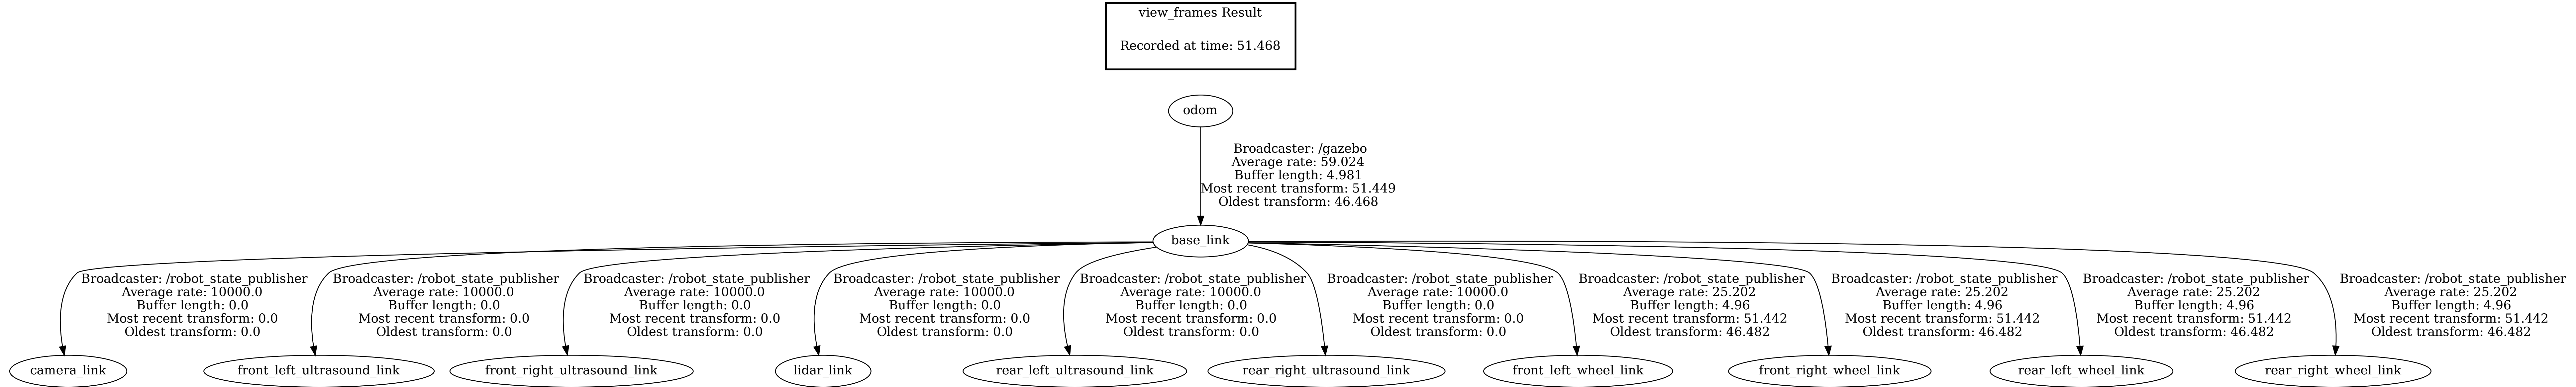 view_frames Result
Recorded at time: 51.468
odom
Broadcaster: /gazebo
Average rate: 59.024
Buffer length: 4.981
Most recent transform: 51.449
Oldest transform: 46.468
base_link
Broadcaster: /robot_state_publisher
Average rate: 10000.0
Buffer length: 0.0
Most recent transform: 0.0
Oldest transform: 0.0
camera_link
Broadcaster: /robot_state_publisher
Average rate: 10000.0
Buffer length: 0.0
Most recent transform: 0.0
Oldest transform: 0.0
front_left_ultrasound_link
Broadcaster: /robot_state_publisher
Average rate: 10000.0
Buffer length: 0.0
Most recent transform: 0.0
Oldest transform: 0.0
front_right_ultrasound_link
Broadcaster: /robot_state_publisher
Average rate: 10000.0
Buffer length: 0.0
Most recent transform: 0.0
Oldest transform: 0.0
lidar_link
Broadcaster: /robot_state_publisher
Average rate: 10000.0
Buffer length: 0.0
Most recent transform: 0.0
Oldest transform: 0.0
rear_left_ultrasound_link
Broadcaster: /robot_state_publisher
Average rate: 10000.0
Buffer length: 0.0
Most recent transform: 0.0
Oldest transform: 0.0
rear_right_ultrasound_link
Broadcaster: /robot_state_publisher
Average rate: 25.202
Buffer length: 4.96
Most recent transform: 51.442
Oldest transform: 46.482
front_left_wheel_link
Broadcaster: /robot_state_publisher
Average rate: 25.202
Buffer length: 4.96
Most recent transform: 51.442
Oldest transform: 46.482
front_right_wheel_link
Broadcaster: /robot_state_publisher
Average rate: 25.202
Buffer length: 4.96
Most recent transform: 51.442
Oldest transform: 46.482
rear_left_wheel_link
Broadcaster: /robot_state_publisher
Average rate: 25.202
Buffer length: 4.96
Most recent transform: 51.442
Oldest transform: 46.482
rear_right_wheel_link